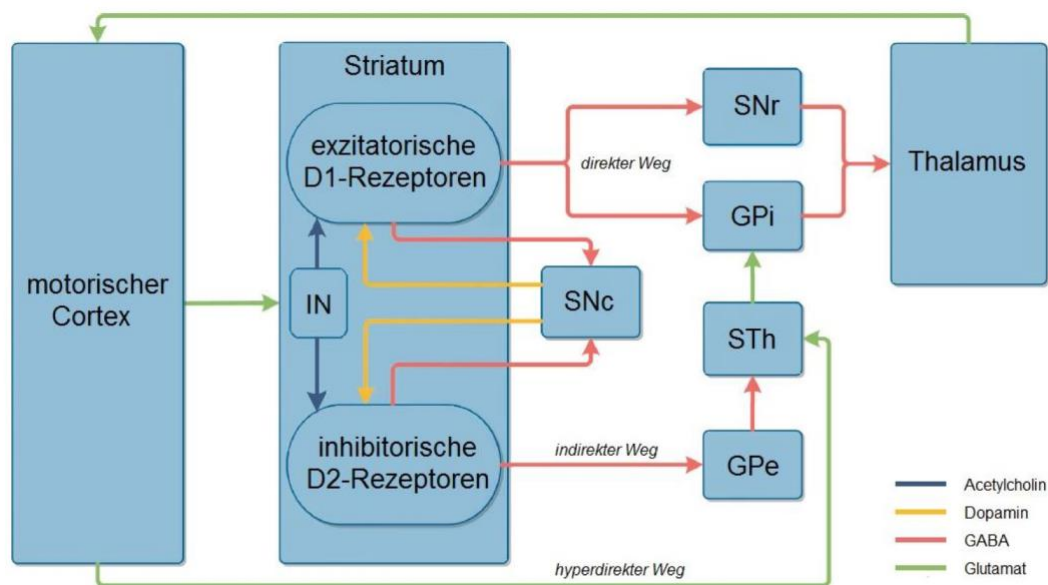 Striatum
exzitatorische
D1-Rezeptoren
direkter Weg
SNr
GPi
Thalamus
motorischer
Cortex
IN
SNc
STh
inhibitorische
D2-Rezeptoren
indirekter Weg
GPe
Acetylcholin
Dopamin
GABA
Glutamat
hyperdirekter Weg